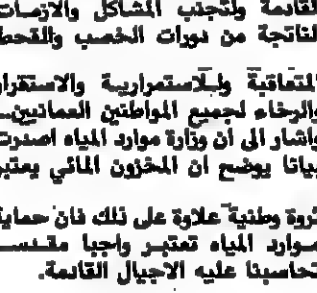 القادمة ولتجنب المشاكل والازمات
الناتجة من دورات الخصب والقحط
المتعاقبة وللاستمرارية والاستقرار
والرخاء لجميع المواطنين العمانيين.
واشار الى أن وزارة موارد المياه اصدرت
بيانا يوضح أن المخزون المائي يعتبر
ثروة وطنية علاوة على ذلك فان حماية
موارد المياه تعتبر واجبا مقدسا
تحاسبنا عليه الاجيال القادمة.